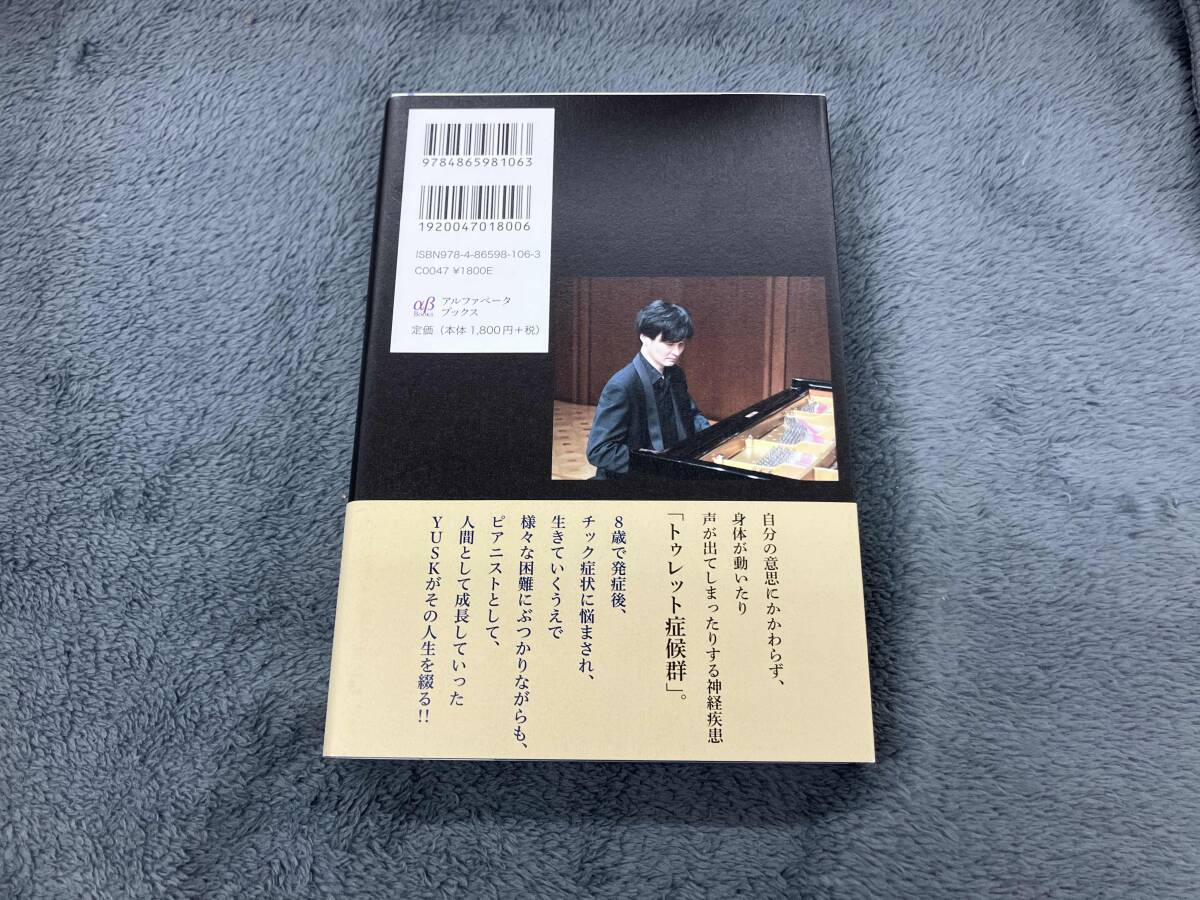 9784865981063
1920047018006
ISBN978-4-86598-106-3
C0047 ¥1800E
αβ
Books
アルファベータ
ブックス
定価（本体1,800円+税）
自分の意思にかかわらず、
身体が動いたり
声が出てしまったりする神経疾患
「トゥレット症候群」。
8歳で発症後、
チック症状に悩まされ、
生きていくうえで
様々な困難にぶつかりながらも、
ピアニストとして、
人間として成長していった
YUSKがその人生を綴る!!